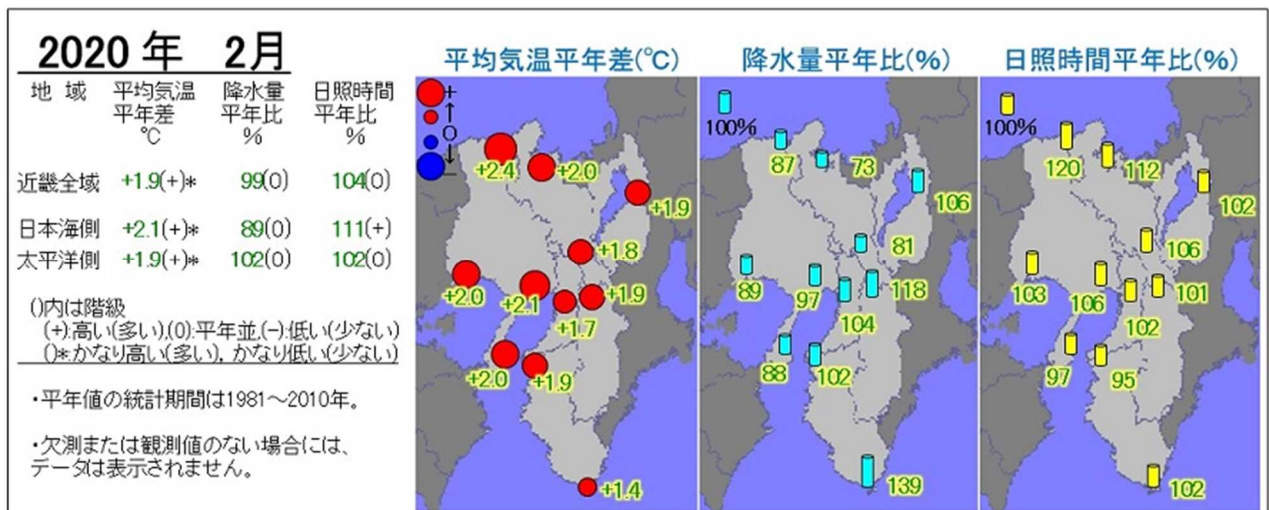 2020 年 2月
地 域 平均気温 降水量 日照時間
平年差 平年比 平年比
℃ % %
近畿全域 +1.9(+)* 99(0) 104(0)
日本海側 +2.1(+)* 89(0) 111(+)
太平洋側 +1.9(+)* 102(0) 102(0)
()内は階級
(+):高い(多い),(0):平年並,(-):低い(少ない)
()*:かなり高い(多い), かなり低い(少ない)
・平年値の統計期間は1981～2010年。
・欠測または観測値のない場合には、
データは表示されません。
平均気温平年差(℃)
+
↑
0
↓
-
+2.4
+2.0
+1.9
+1.8
+2.0
+2.1
+1.9
+1.7
+2.0
+1.9
+1.4
降水量平年比(%)
100%
87
73
106
81
89
97
118
104
88
102
139
日照時間平年比(%)
100%
120
112
102
106
103
106
101
102
97
95
102